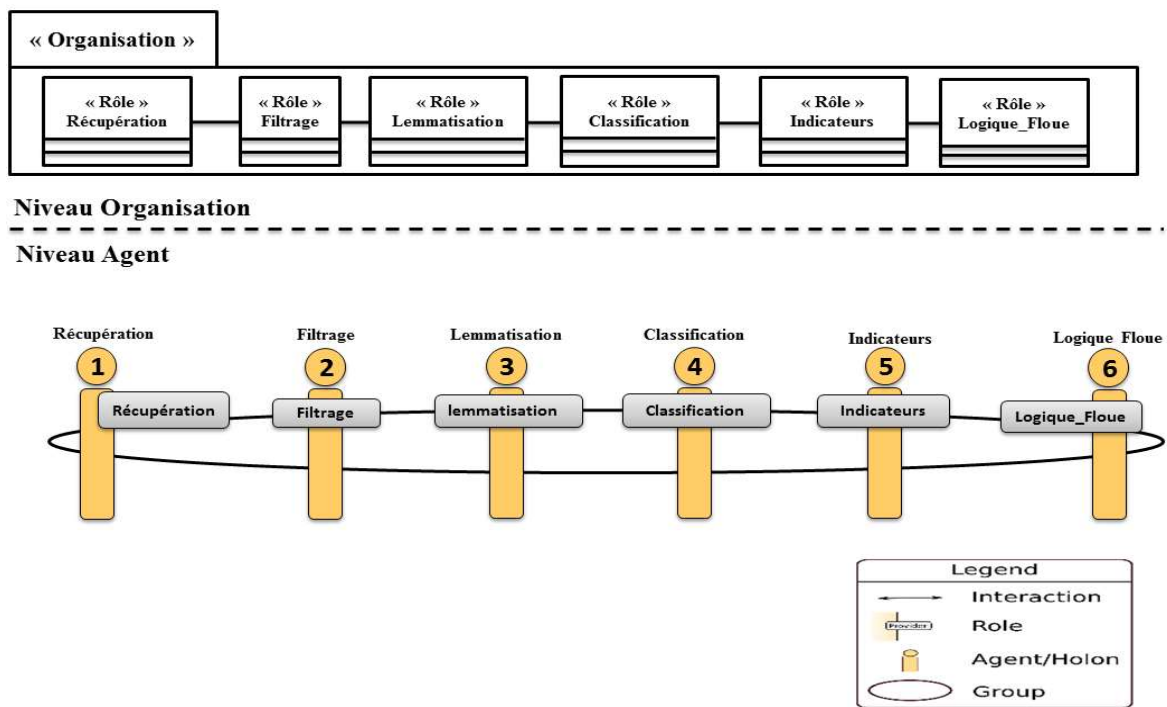 « Organisation »
« Rôle »
Récupération
« Rôle »
Filtrage
« Rôle »
Lemmatisation
« Rôle »
Classification
« Rôle »
Indicateurs
« Rôle »
Logique_Floue
Niveau Organisation
Niveau Agent
Récupération
Filtrage
Lemmatisation
Classification
Indicateurs
Logique Floue
1
2
3
4
5
6
Récupération
Filtrage
lemmatisation
Classification
Indicateurs
Logique_Floue
Legend
Interaction
Provider
Role
Agent/Holon
Group